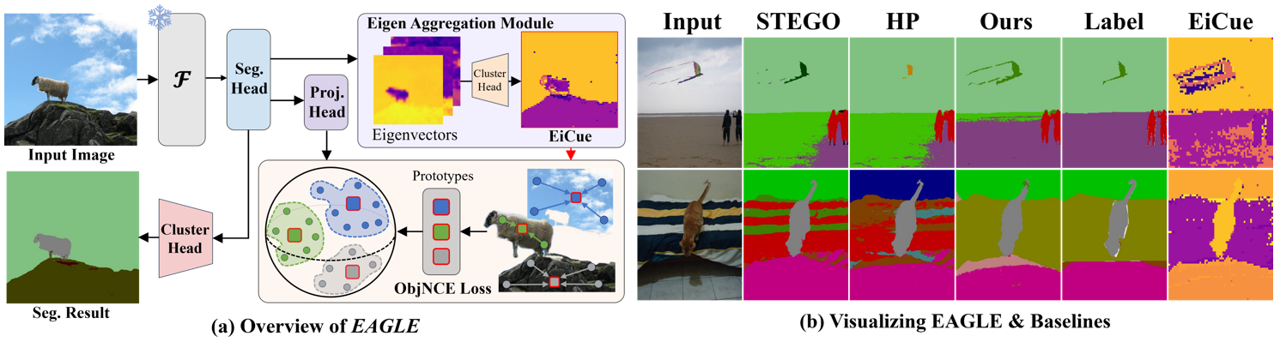 Input Image
𝓕
Seg. Head
Proj. Head
Eigen Aggregation Module
Eigenvectors
Cluster Head
EiCue
Prototypes
ObjNCE Loss
Cluster Head
Seg. Result
(a) Overview of EAGLE
Input STEGO HP Ours Label EiCue
(b) Visualizing EAGLE & Baselines